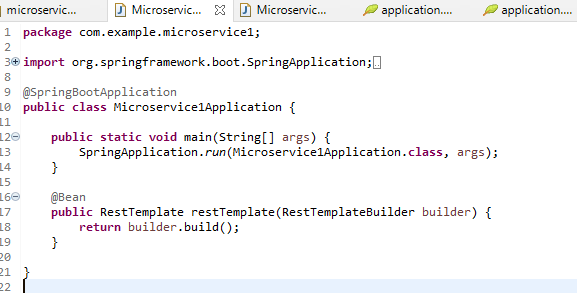 microservic...
Microservic...
Microservic...
application....
application....
1 package com.example.microservice1;
2
3 import org.springframework.boot.SpringApplication;
8
9 @SpringBootApplication
10 public class Microservice1Application {
11
12 public static void main(String[] args) {
13 SpringApplication.run(Microservice1Application.class, args);
14 }
15
16 @Bean
17 public RestTemplate restTemplate(RestTemplateBuilder builder) {
18 return builder.build();
19 }
20
21 }
22